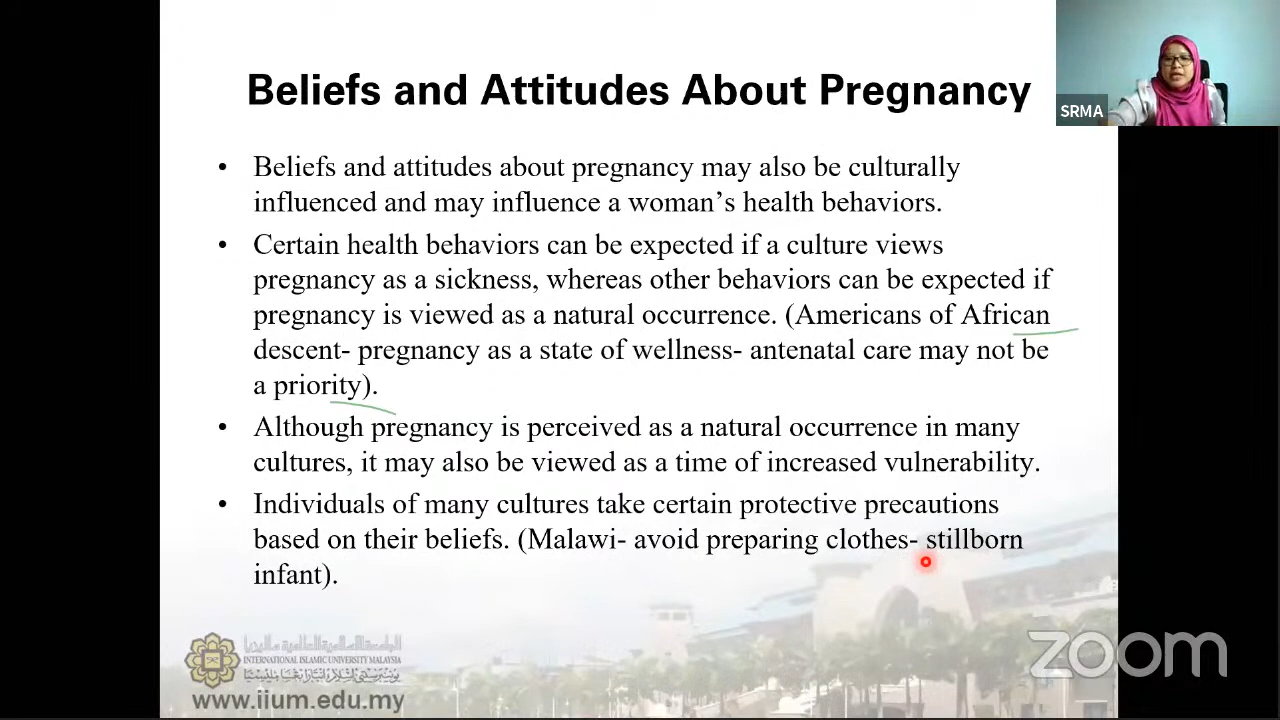 Beliefs and Attitudes About Pregnancy
SRMA
• Beliefs and attitudes about pregnancy may also be culturally
influenced and may influence a woman’s health behaviors.
• Certain health behaviors can be expected if a culture views
pregnancy as a sickness, whereas other behaviors can be expected if
pregnancy is viewed as a natural occurrence. (Americans of African
descent- pregnancy as a state of wellness- antenatal care may not be
a priority).
• Although pregnancy is perceived as a natural occurrence in many
cultures, it may also be viewed as a time of increased vulnerability.
• Individuals of many cultures take certain protective precautions
based on their beliefs. (Malawi- avoid preparing clothes- stillborn
infant).
الجامعة الإسلامية العالمية ماليزيا
INTERNATIONAL ISLAMIC UNIVERSITY MALAYSIA
www.iium.edu.my
zoom